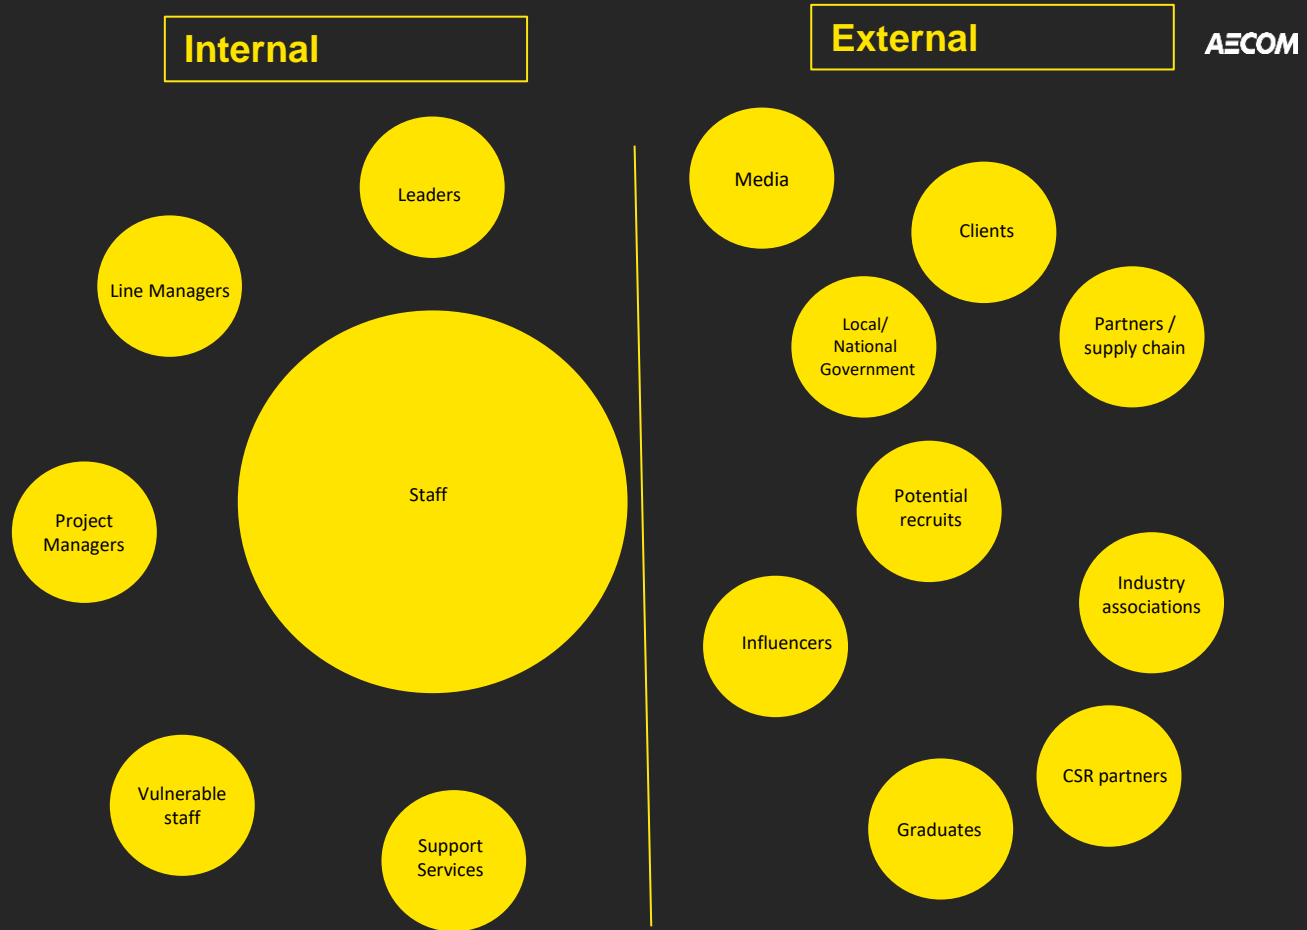 Internal
External
AECOM
Leaders
Line Managers
Staff
Project
Managers
Vulnerable
staff
Support
Services
Media
Clients
Local/
National
Government
Partners /
supply chain
Potential
recruits
Industry
associations
Influencers
CSR partners
Graduates